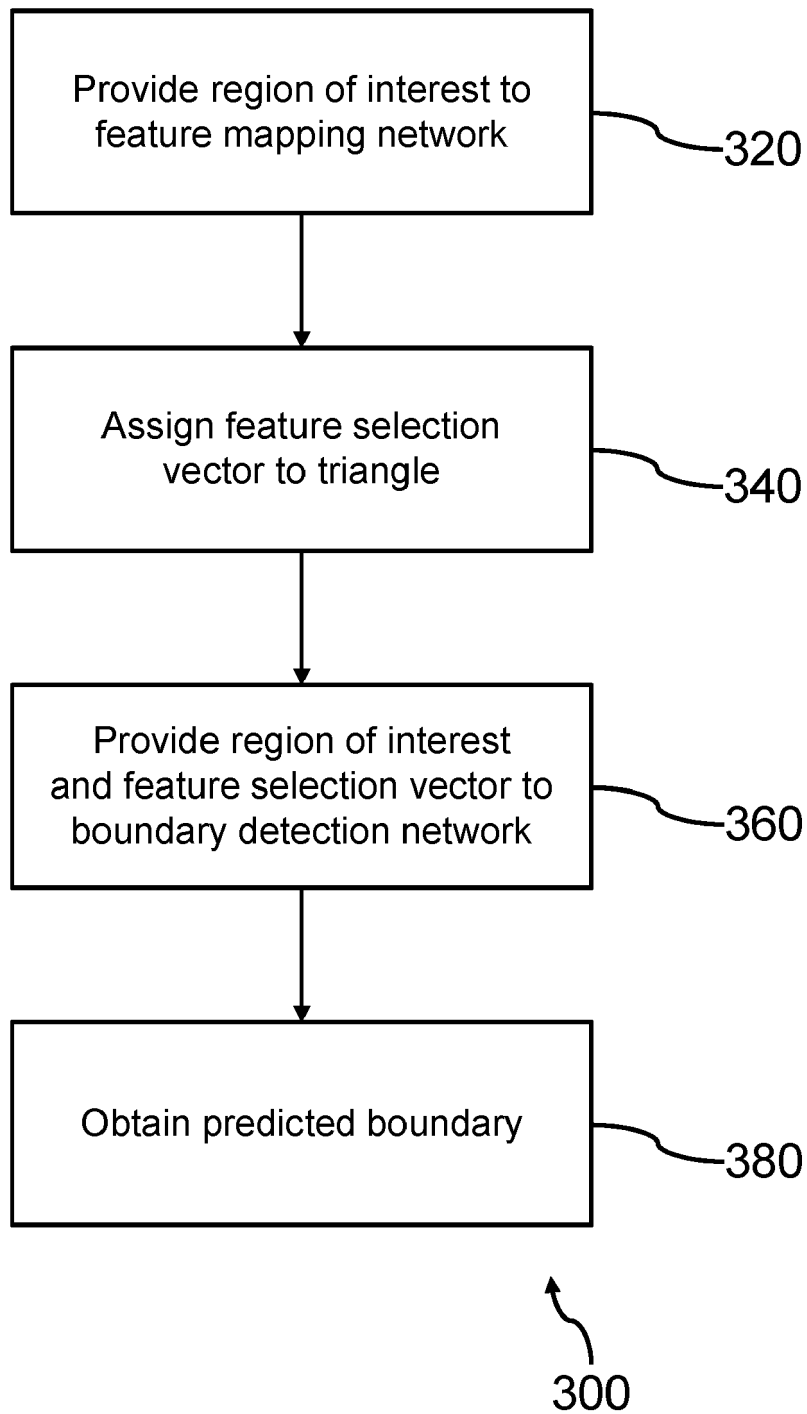 Provide region of interest to
feature mapping network
320
Assign feature selection
vector to triangle
340
Provide region of interest
and feature selection vector to
boundary detection network
360
Obtain predicted boundary
380
300